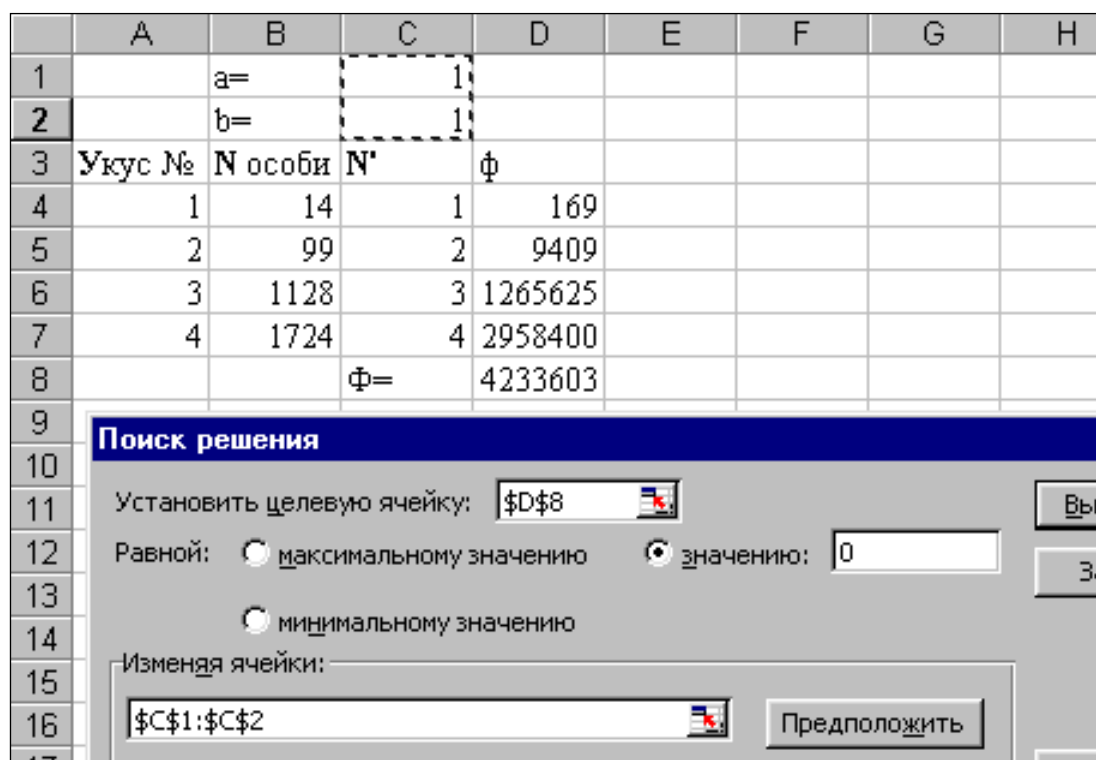 A B C D E F G H
1 a= 1
2 b= 1
3 Укус № N особи N' ф
4 1 14 1 169
5 2 99 2 9409
6 3 1128 3 1265625
7 4 1724 4 2958400
8 Ф= 4233603
9
Поиск решения
10
11 Установить целевую ячейку: $D$8
12 Равной: максимальному значению значению: 0
13
14 минимальному значению
15 Изменяя ячейки:
16 $C$1:$C$2 Предположить